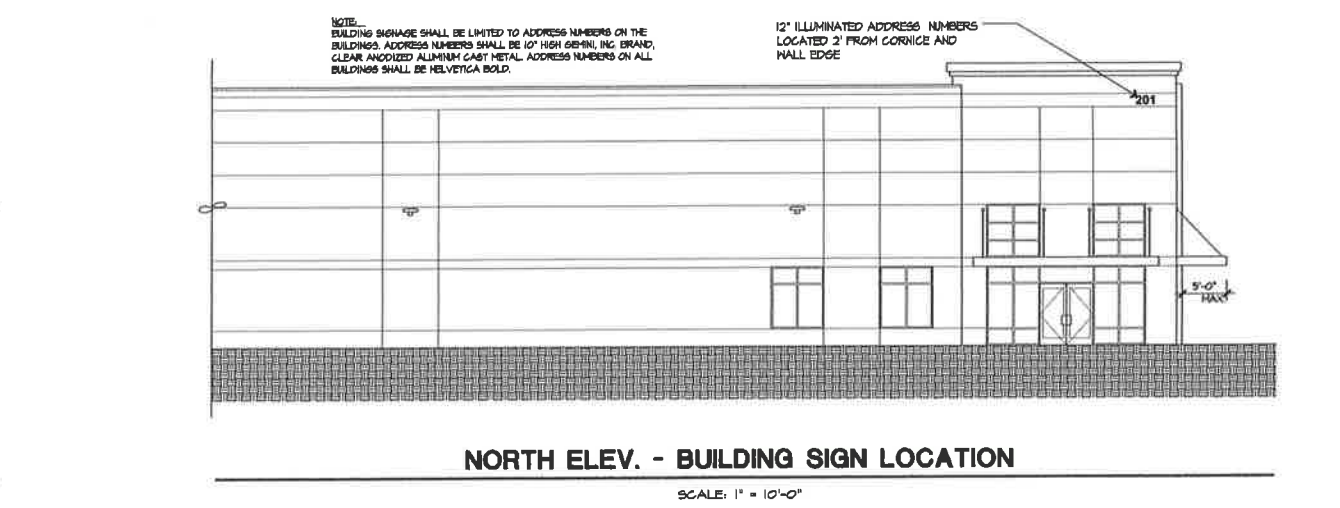 NOTE:
BUILDING SIGNAGE SHALL BE LIMITED TO ADDRESS NUMBERS ON THE
BUILDINGS. ADDRESS NUMBERS SHALL BE 10" HIGH GEMINI, INC. BRAND,
CLEAR ANODIZED ALUMINUM CAST METAL. ADDRESS NUMBERS ON ALL
BUILDINGS SHALL BE HELVETICA BOLD.
12" ILLUMINATED ADDRESS NUMBERS
LOCATED 2' FROM CORNICE AND
WALL EDGE
201
5'-0"
MAX
NORTH ELEV. - BUILDING SIGN LOCATION
SCALE: 1" = 10'-0"